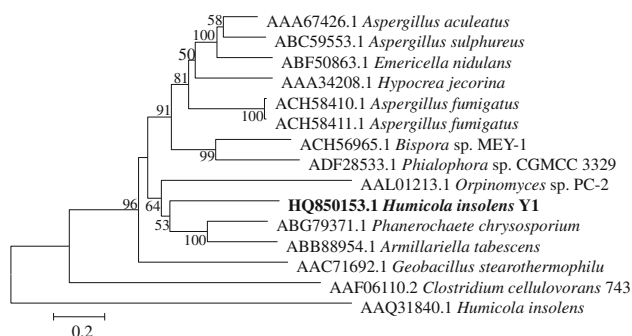 58
AAA67426.1 Aspergillus aculeatus
100
ABC59553.1 Aspergillus sulphureus
50
ABF50863.1 Emericella nidulans
81
AAA34208.1 Hypocrea jecorina
91
ACH58410.1 Aspergillus fumigatus
100
ACH58411.1 Aspergillus fumigatus
ACH56965.1 Bispora sp. MEY-1
99
ADF28533.1 Phialophora sp. CGMCC 3329
AAL01213.1 Orpinomyces sp. PC-2
96
64
HQ850153.1 Humicola insolens Y1
53
ABG79371.1 Phanerochaete chrysosporium
100
ABB88954.1 Armillariella tabescens
AAC71692.1 Geobacillus stearothermophilu
AAF06110.2 Clostridium cellulovorans 743
AAQ31840.1 Humicola insolens
0.2